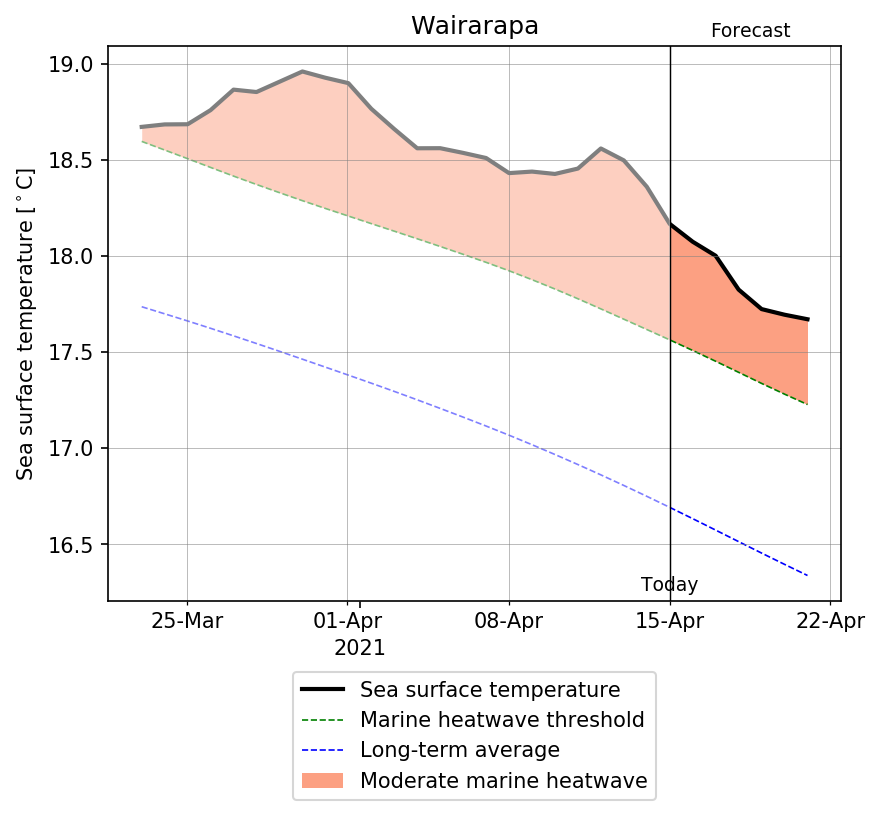 Wairarapa
Forecast
Sea surface temperature [°C]
19.0
18.5
18.0
17.5
17.0
16.5
Today
25-Mar
01-Apr
08-Apr
15-Apr
22-Apr
2021
Sea surface temperature
Marine heatwave threshold
Long-term average
Moderate marine heatwave